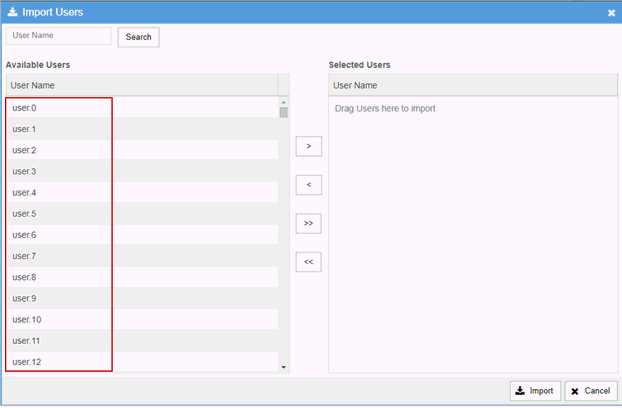 Import Users
User Name Search
Available Users
User Name
user.0
user.1
user.2
user.3
user.4
user.5
user.6
user.7
user.8
user.9
user.10
user.11
user.12
>
<
>>
<<
Selected Users
User Name
Drag Users here to import
Import Cancel